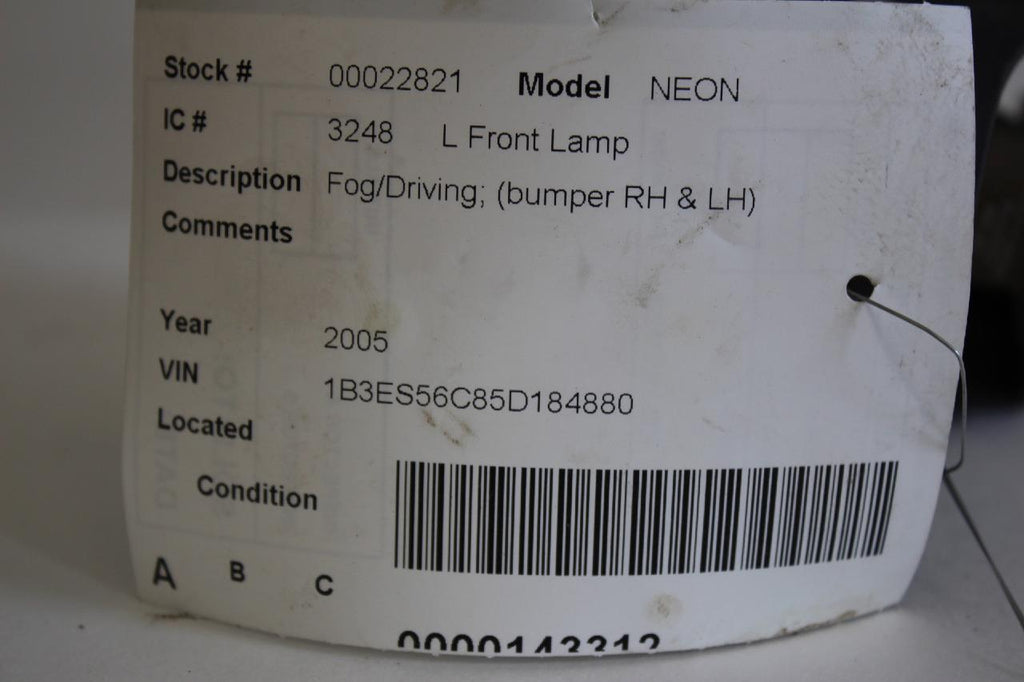 Stock # 00022821 Model NEON
IC # 3248 L Front Lamp
Description Fog/Driving; (bumper RH & LH)
Comments
Year 2005
VIN 1B3ES56C85D184880
Located
Condition
A B C
0000143312